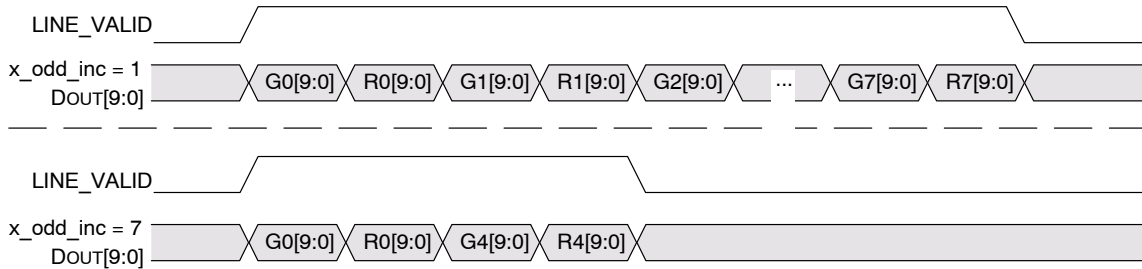 LINE_VALID
x_odd_inc = 1
DOUT[9:0]
G0[9:0] R0[9:0] G1[9:0] R1[9:0] G2[9:0] ... G7[9:0] R7[9:0]
LINE_VALID
x_odd_inc = 7
DOUT[9:0]
G0[9:0] R0[9:0] G4[9:0] R4[9:0]